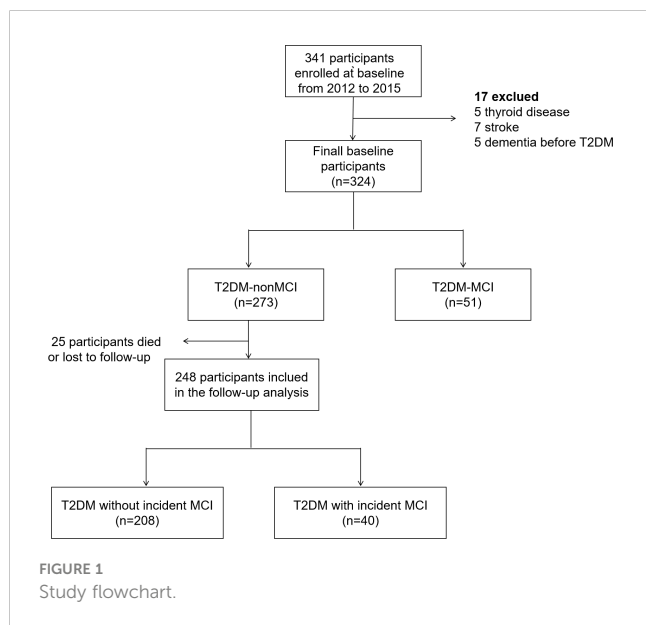 341 participants
enrolled at baseline
from 2012 to 2015
17 exclued
5 thyroid disease
7 stroke
5 dementia before T2DM
Finall baseline
participants
(n=324)
T2DM-nonMCI
(n=273)
T2DM-MCI
(n=51)
25 participants died
or lost to follow-up
248 participants inclued
in the follow-up analysis
T2DM without incident MCI
(n=208)
T2DM with incident MCI
(n=40)
FIGURE 1
Study flowchart.